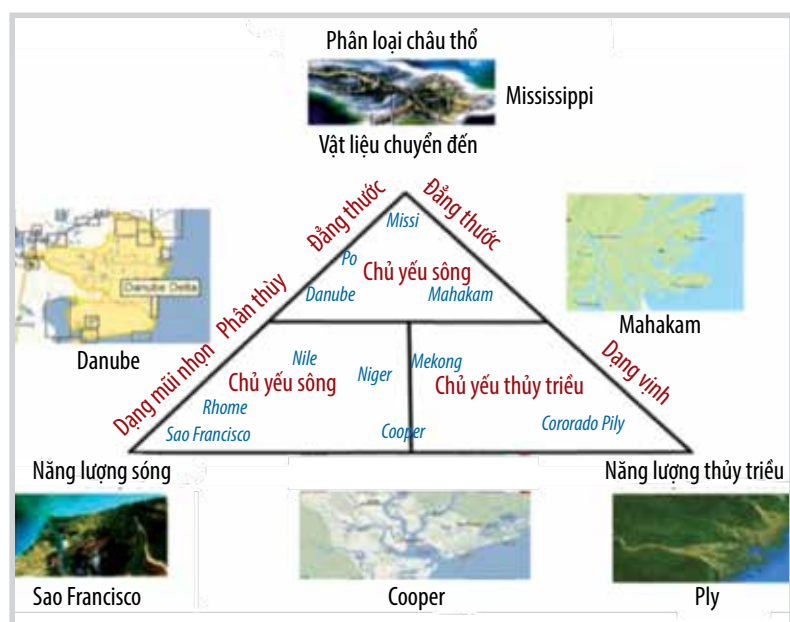 Phân loại châu thổ
Mississippi
Vật liệu chuyển đến
Đẳng thước
Đẳng thước
Missi
Po
Chủ yếu sông
Danube
Mahakam
Danube Delta
Phân thùy
Mahakam
Danube
Dạng mũi nhọn
Nile
Niger
Mekong
Chủ yếu sông
Chủ yếu thủy triều
Dạng vịnh
Rhome
Sao Francisco
Cooper
Cororado Pily
Năng lượng sóng
Năng lượng thủy triều
Sao Francisco
Cooper
Ply